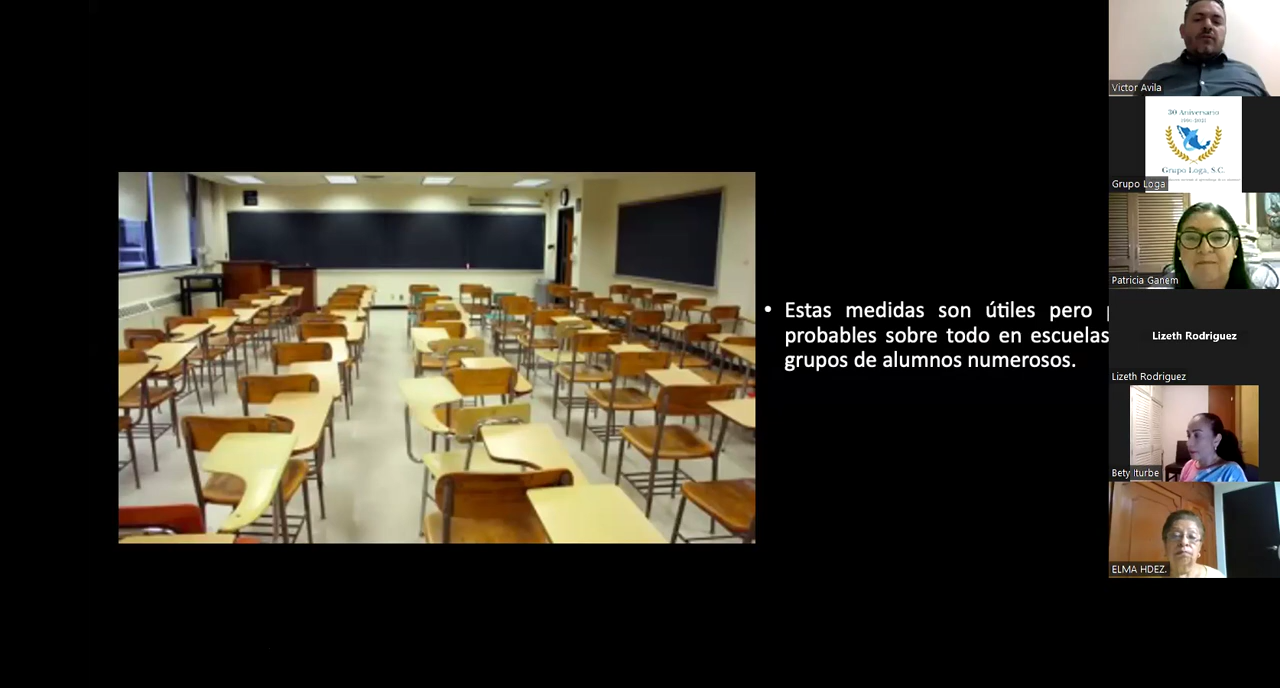 • Estas medidas son útiles pero
probables sobre todo en escuelas
grupos de alumnos numerosos.
Victor Avila
30 Aniversario
Grupo Loga, S.C.
Grupo Loga
Patricia Ganem
Lizeth Rodriguez
Lizeth Rodriguez
Bety Iturbe
ELMA HDEZ.